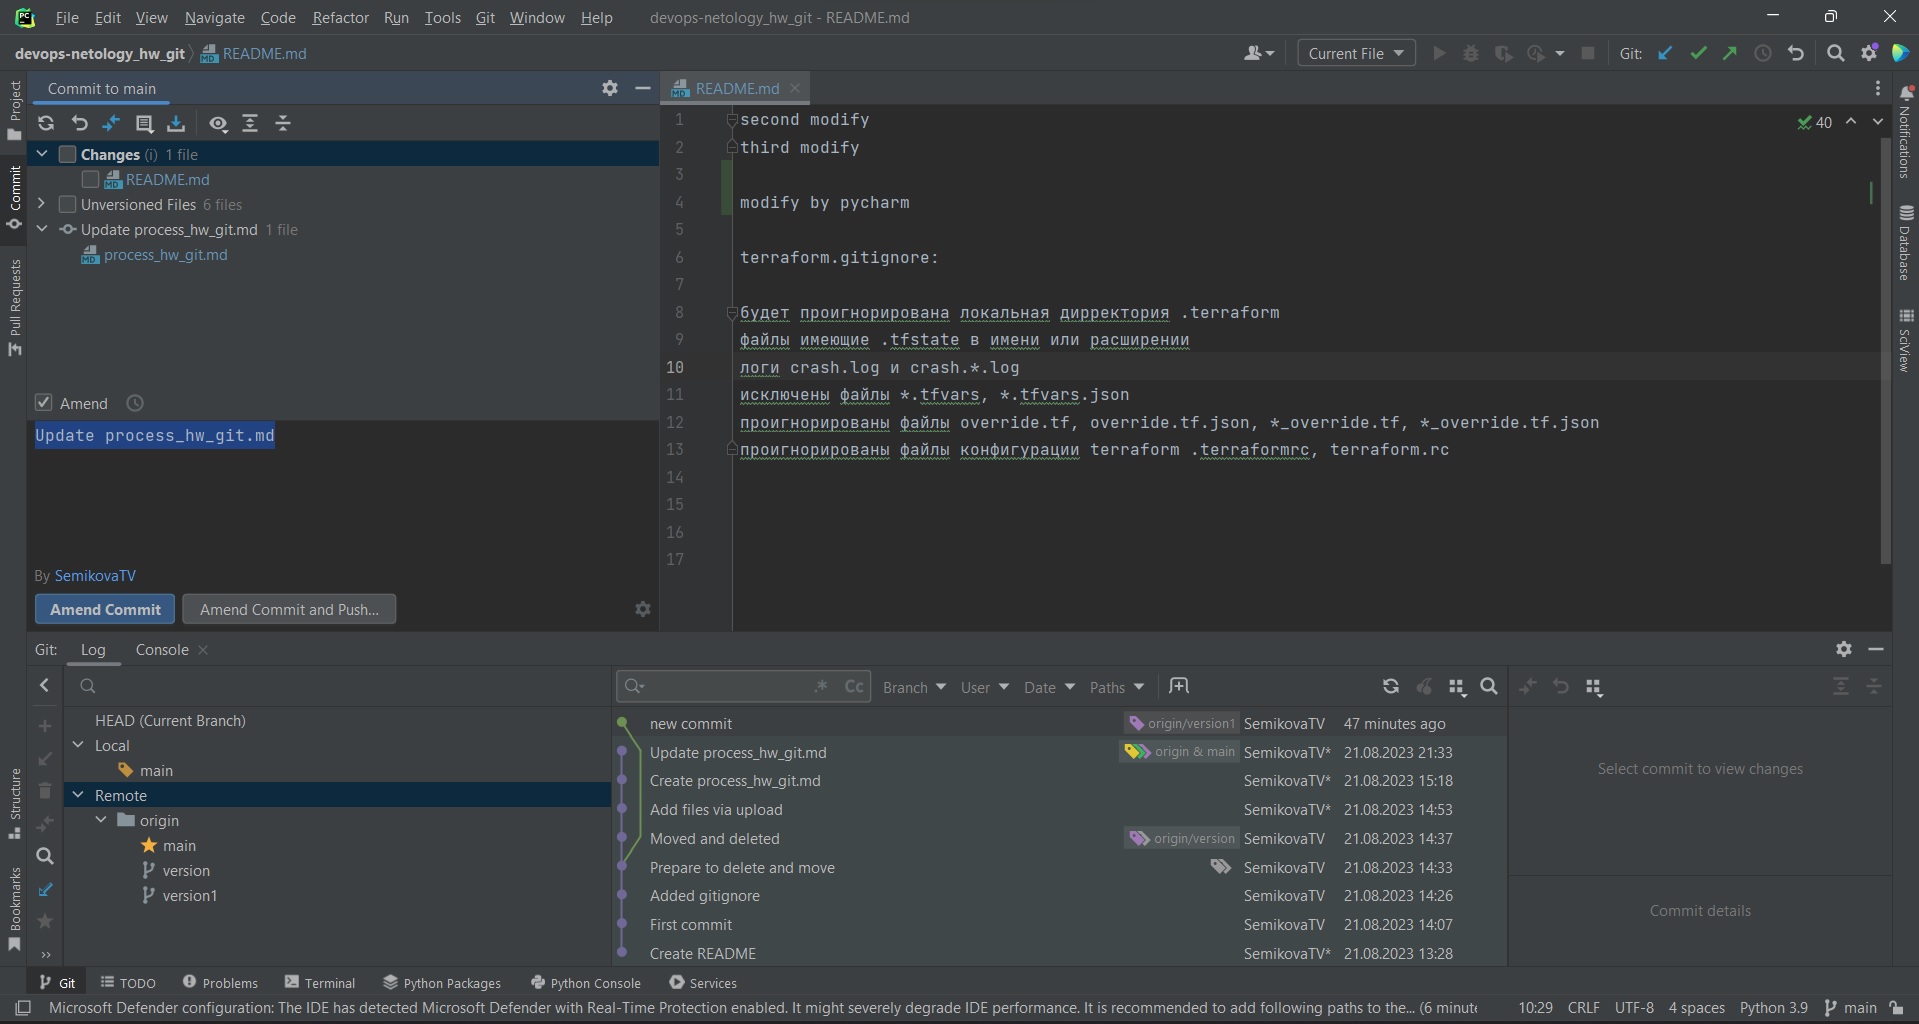 File Edit View Navigate Code Refactor Run Tools Git Window Help devops-netology_hw_git - README.md
devops-netology_hw_git README.md Current File Git:
Project
Commit
Pull Requests
Structure
Bookmarks
Commit to main
Changes (i) 1 file
README.md
Unversioned Files 6 files
Update process_hw_git.md 1 file
process_hw_git.md
Amend
Update process_hw_git.md
By SemikovaTV
Amend Commit Amend Commit and Push...
README.md
40
1 second modify
2 third modify
3
4 modify by pycharm
5
6 terraform.gitignore:
7
8 будет проигнорирована локальная дирректория .terraform
9 файлы имеющие .tfstate в имени или расширении
10 логи crash.log и crash.*.log
11 исключены файлы *.tfvars, *.tfvars.json
12 проигнорированы файлы override.tf, override.tf.json, *_override.tf, *_override.tf.json
13 проигнорированы файлы конфигурации terraform .terraformrc, terraform.rc
14
15
16
17
Notifications
Database
SciView
Git: Log Console
HEAD (Current Branch)
Local
main
Remote
origin
main
version
version1
.* Cc Branch User Date Paths
new commit origin/version1 SemikovaTV 47 minutes ago
Update process_hw_git.md origin & main SemikovaTV* 21.08.2023 21:33
Create process_hw_git.md SemikovaTV* 21.08.2023 15:18
Add files via upload SemikovaTV* 21.08.2023 14:53
Moved and deleted origin/version SemikovaTV 21.08.2023 14:37
Prepare to delete and move SemikovaTV 21.08.2023 14:33
Added gitignore SemikovaTV 21.08.2023 14:26
First commit SemikovaTV 21.08.2023 14:07
Create README SemikovaTV* 21.08.2023 13:28
Select commit to view changes
Commit details
Git TODO Problems Terminal Python Packages Python Console Services
Microsoft Defender configuration: The IDE has detected Microsoft Defender with Real-Time Protection enabled. It might severely degrade IDE performance. It is recommended to add following paths to the... (6 minute 10:29 CRLF UTF-8 4 spaces Python 3.9 main